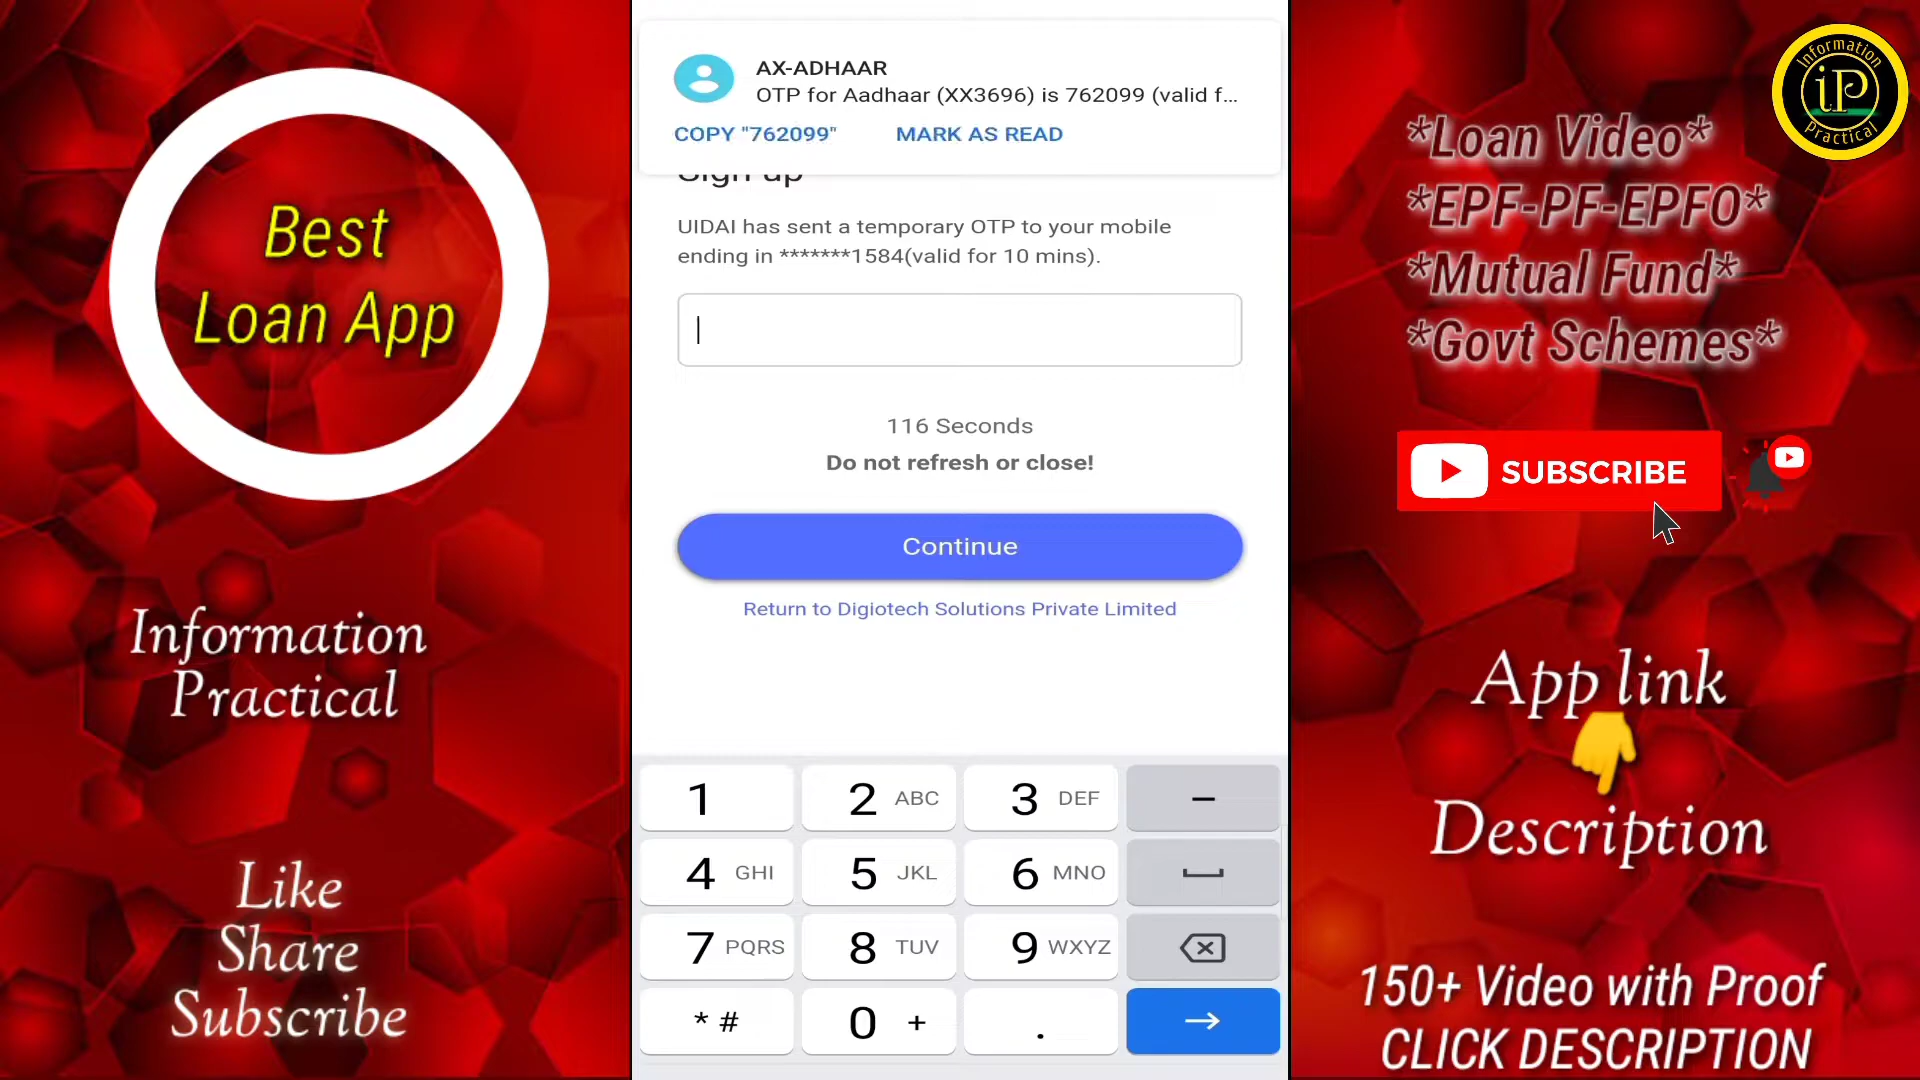 Best
Loan App
Information
Practical
Like
Share
Subscribe
AX-ADHAAR
OTP for Aadhaar (XX3696) is 762099 (valid f...
COPY "762099" MARK AS READ
Sign up
UIDAI has sent a temporary OTP to your mobile
ending in *******1584(valid for 10 mins).
116 Seconds
Do not refresh or close!
Continue
Return to Digiotech Solutions Private Limited
1
2 ABC
3 DEF
–
4 GHI
5 JKL
6 MNO
7 PQRS
8 TUV
9 WXYZ
* #
0 +
.
Information
iP
Practical
*Loan Video*
*EPF-PF-EPFO*
*Mutual Fund*
*Govt Schemes*
SUBSCRIBE
App link
Description
150+ Video with Proof
CLICK DESCRIPTION